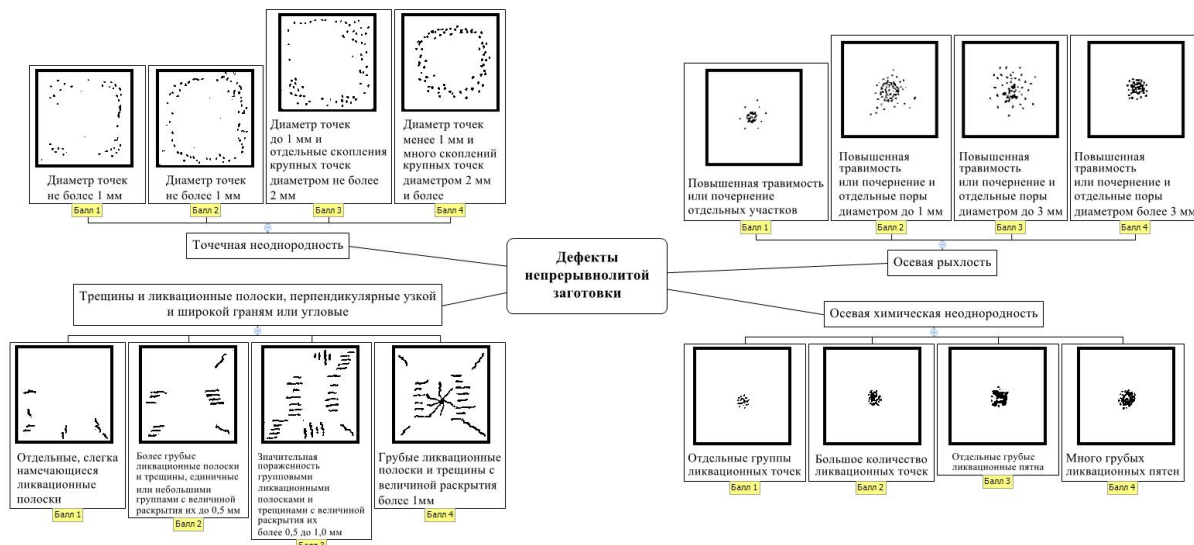 Диаметр точек
не более 1 мм
Балл 1
Диаметр точек
не более 1 мм
Балл 2
Диаметр точек
до 1 мм и
отдельные скопления
крупных точек
диаметром не более
2 мм
Балл 3
Диаметр точек
менее 1 мм и
много скоплений
крупных точек
диаметром 2 мм
и более
Балл 4
Точечная неоднородность
Повышенная травимость
или почернение
отдельных участков
Балл 1
Повышенная
травимость
или почернение и
отдельные поры
диаметром до 1 мм
Балл 2
Повышенная
травимость
или почернение и
отдельные поры
диаметром до 3 мм
Балл 3
Повышенная
травимость
или почернение и
отдельные поры
диаметром более 3 мм
Балл 4
Осевая рыхлость
Дефекты
непрерывнолитой
заготовки
Трещины и ликвационные полоски, перпендикулярные узкой
и широкой граням или угловые
Отдельные, слегка
намечающиеся
ликвационные
полоски
Балл 1
Более грубые
ликвационные полоски
и трещины, единичные
или небольшими
группами с величиной
раскрытия их до 0,5 мм
Балл 2
Значительная
пораженность
групповыми
ликвационными
полосками и
трещинами с величиной
раскрытия их
более 0,5 до 1,0 мм
Балл 3
Грубые ликвационные
полоски и трещины с
величиной раскрытия
более 1мм
Балл 4
Осевая химическая неоднородность
Отдельные группы
ликвационных точек
Балл 1
Большое количество
ликвационных точек
Балл 2
Отдельные грубые
ликвационные пятна
Балл 3
Много грубых
ликвационных пятен
Балл 4